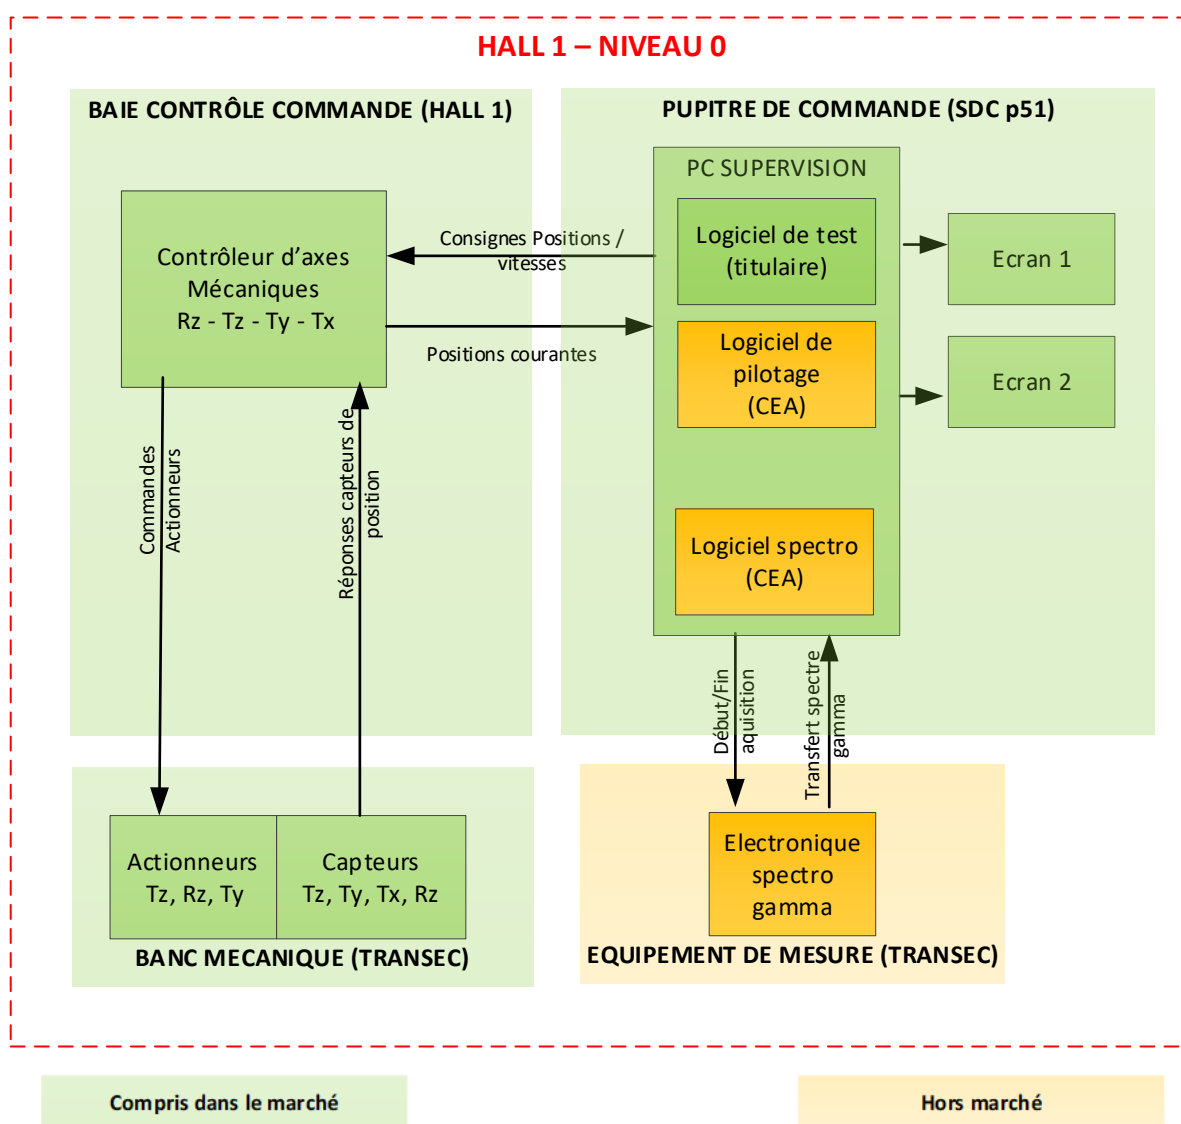 HALL 1 – NIVEAU 0
BAIE CONTRÔLE COMMANDE (HALL 1)
Contrôleur d'axes
Mécaniques
Rz - Tz - Ty - Tx
Consignes Positions /
vitesses
Positions courantes
Commandes
Actionneurs
Réponses capteurs de
position
PUPITRE DE COMMANDE (SDC p51)
PC SUPERVISION
Logiciel de test
(titulaire)
Logiciel de
pilotage
(CEA)
Logiciel spectro
(CEA)
Ecran 1
Ecran 2
Début/Fin
aquisition
Transfert spectre
gamma
Actionneurs
Tz, Rz, Ty
Capteurs
Tz, Ty, Tx, Rz
BANC MECANIQUE (TRANSEC)
Electronique
spectro
gamma
EQUIPEMENT DE MESURE (TRANSEC)
Compris dans le marché
Hors marché